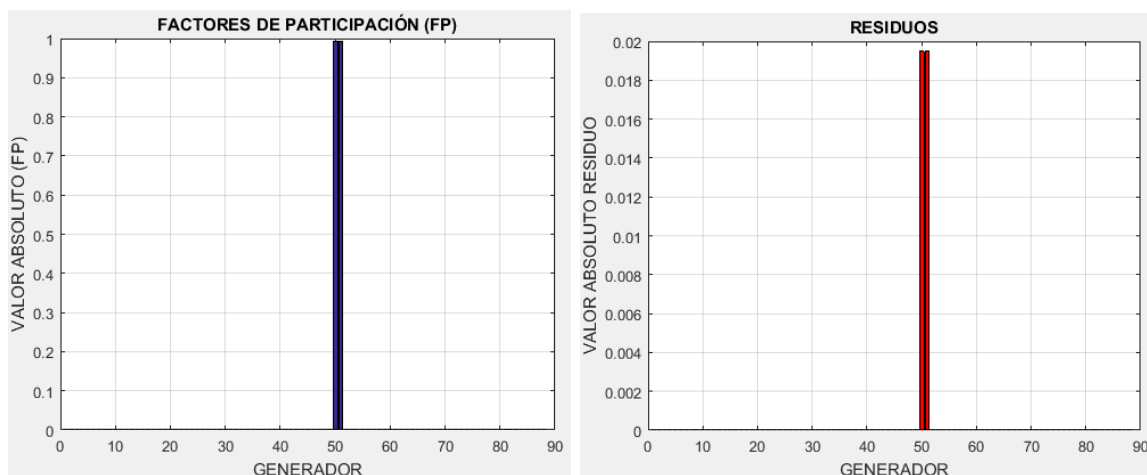 FACTORES DE PARTICIPACIÓN (FP)
VALOR ABSOLUTO (FP)
1
0.9
0.8
0.7
0.6
0.5
0.4
0.3
0.2
0.1
0
0 10 20 30 40 50 60 70 80 90
GENERADOR
RESIDUOS
VALOR ABSOLUTO RESIDUO
0.02
0.018
0.016
0.014
0.012
0.01
0.008
0.006
0.004
0.002
0
0 10 20 30 40 50 60 70 80 90
GENERADOR